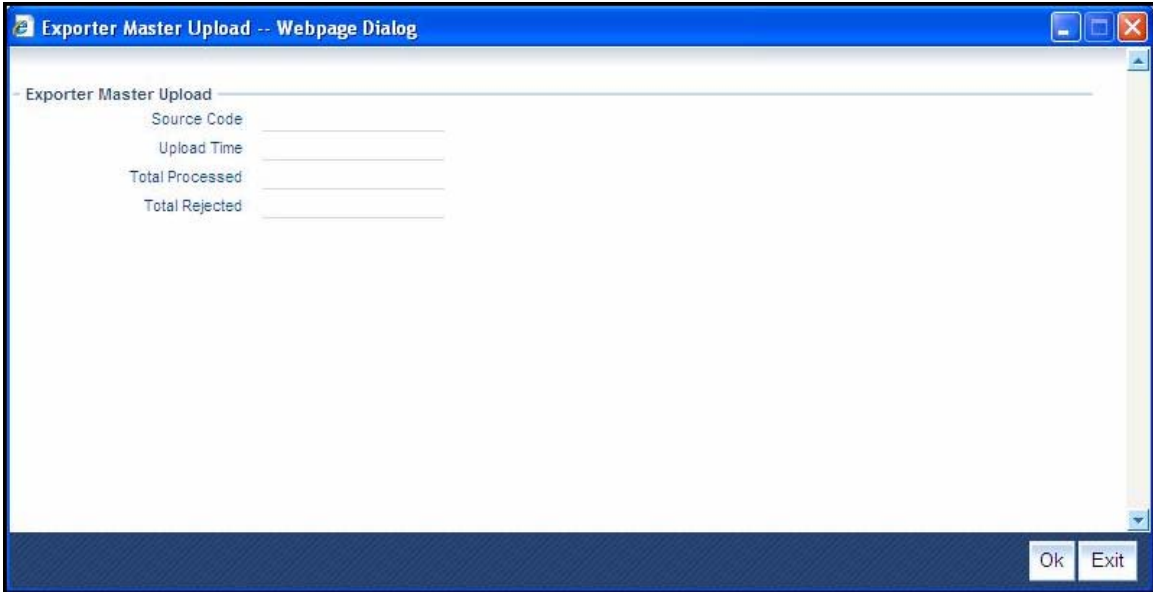 Exporter Master Upload -- Webpage Dialog
Exporter Master Upload
Source Code
Upload Time
Total Processed
Total Rejected
Ok Exit